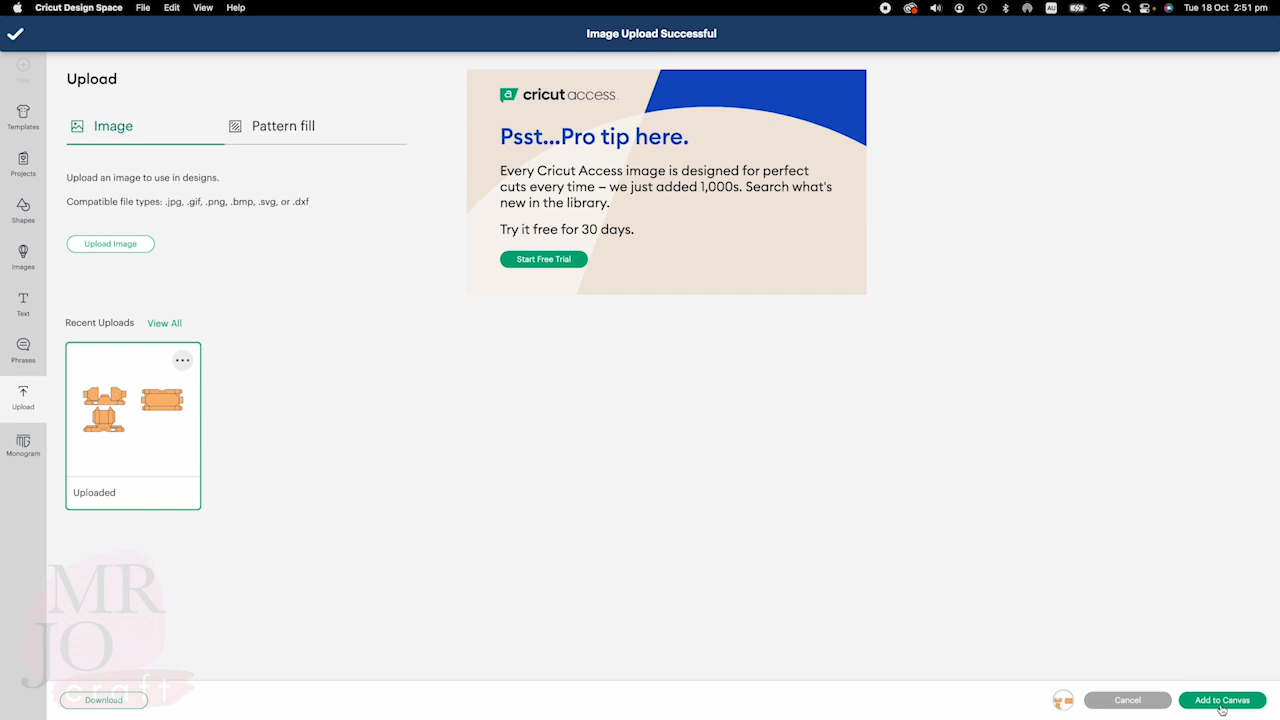 Cricut Design Space File Edit View Help
AU
Tue 18 Oct 2:51 pm
Image Upload Successful
New
Templates
Projects
Shapes
Images
Text
Phrases
Upload
Monogram
Upload
Image
Pattern fill
Upload an image to use in designs.
Compatible file types: .jpg, .gif, .png, .bmp, .svg, or .dxf
Upload Image
Recent Uploads View All
Uploaded
a cricut access™
Psst...Pro tip here.
Every Cricut Access image is designed for perfect
cuts every time – we just added 1,000s. Search what's
new in the library.
Try it free for 30 days.
Start Free Trial
MR
JO
craft
Download
Cancel
Add to Canvas